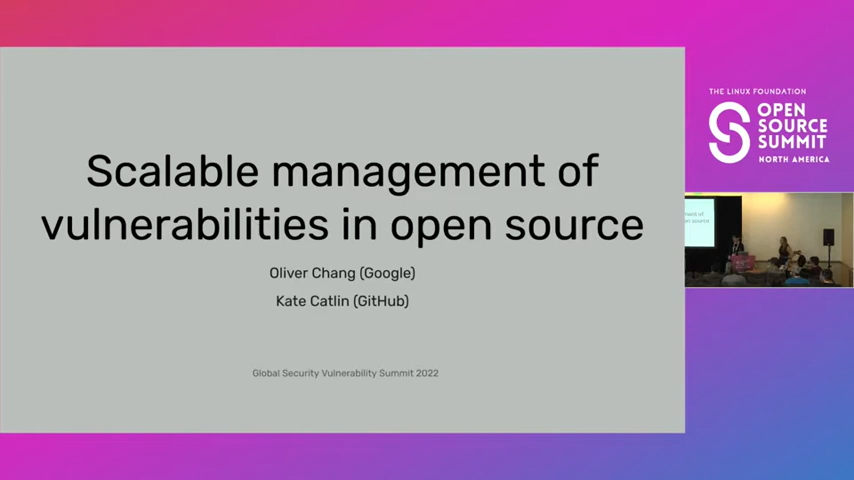 Scalable management of
vulnerabilities in open source
Oliver Chang (Google)
Kate Catlin (GitHub)
Global Security Vulnerability Summit 2022
THE LINUX FOUNDATION
OPEN
SOURCE
SUMMIT
NORTH AMERICA